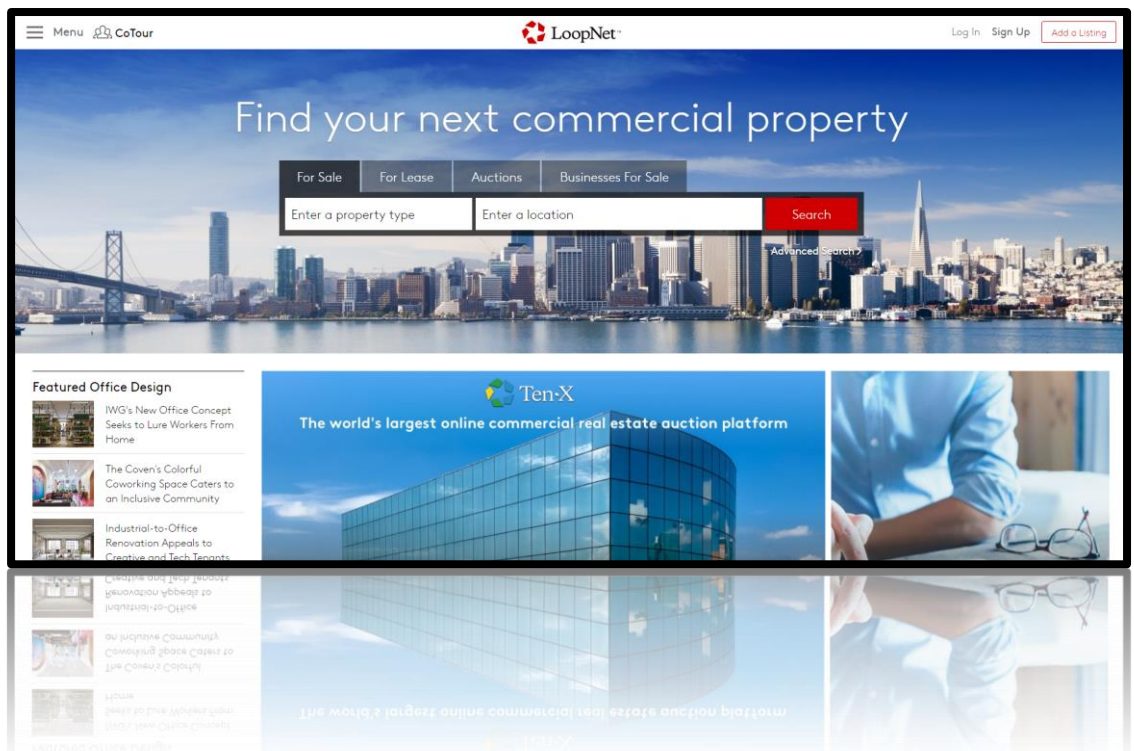 Menu CoTour LoopNet™ Log In Sign Up Add a Listing
Find your next commercial property
For Sale For Lease Auctions Businesses For Sale
Enter a property type Enter a location Search
Advanced Search >
Featured Office Design
IWG's New Office Concept
Seeks to Lure Workers From
Home
The Coven's Colorful
Coworking Space Caters to
an Inclusive Community
Industrial-to-Office
Renovation Appeals to
Creative and Tech Tenants
Ten-X
The world's largest online commercial real estate auction platform